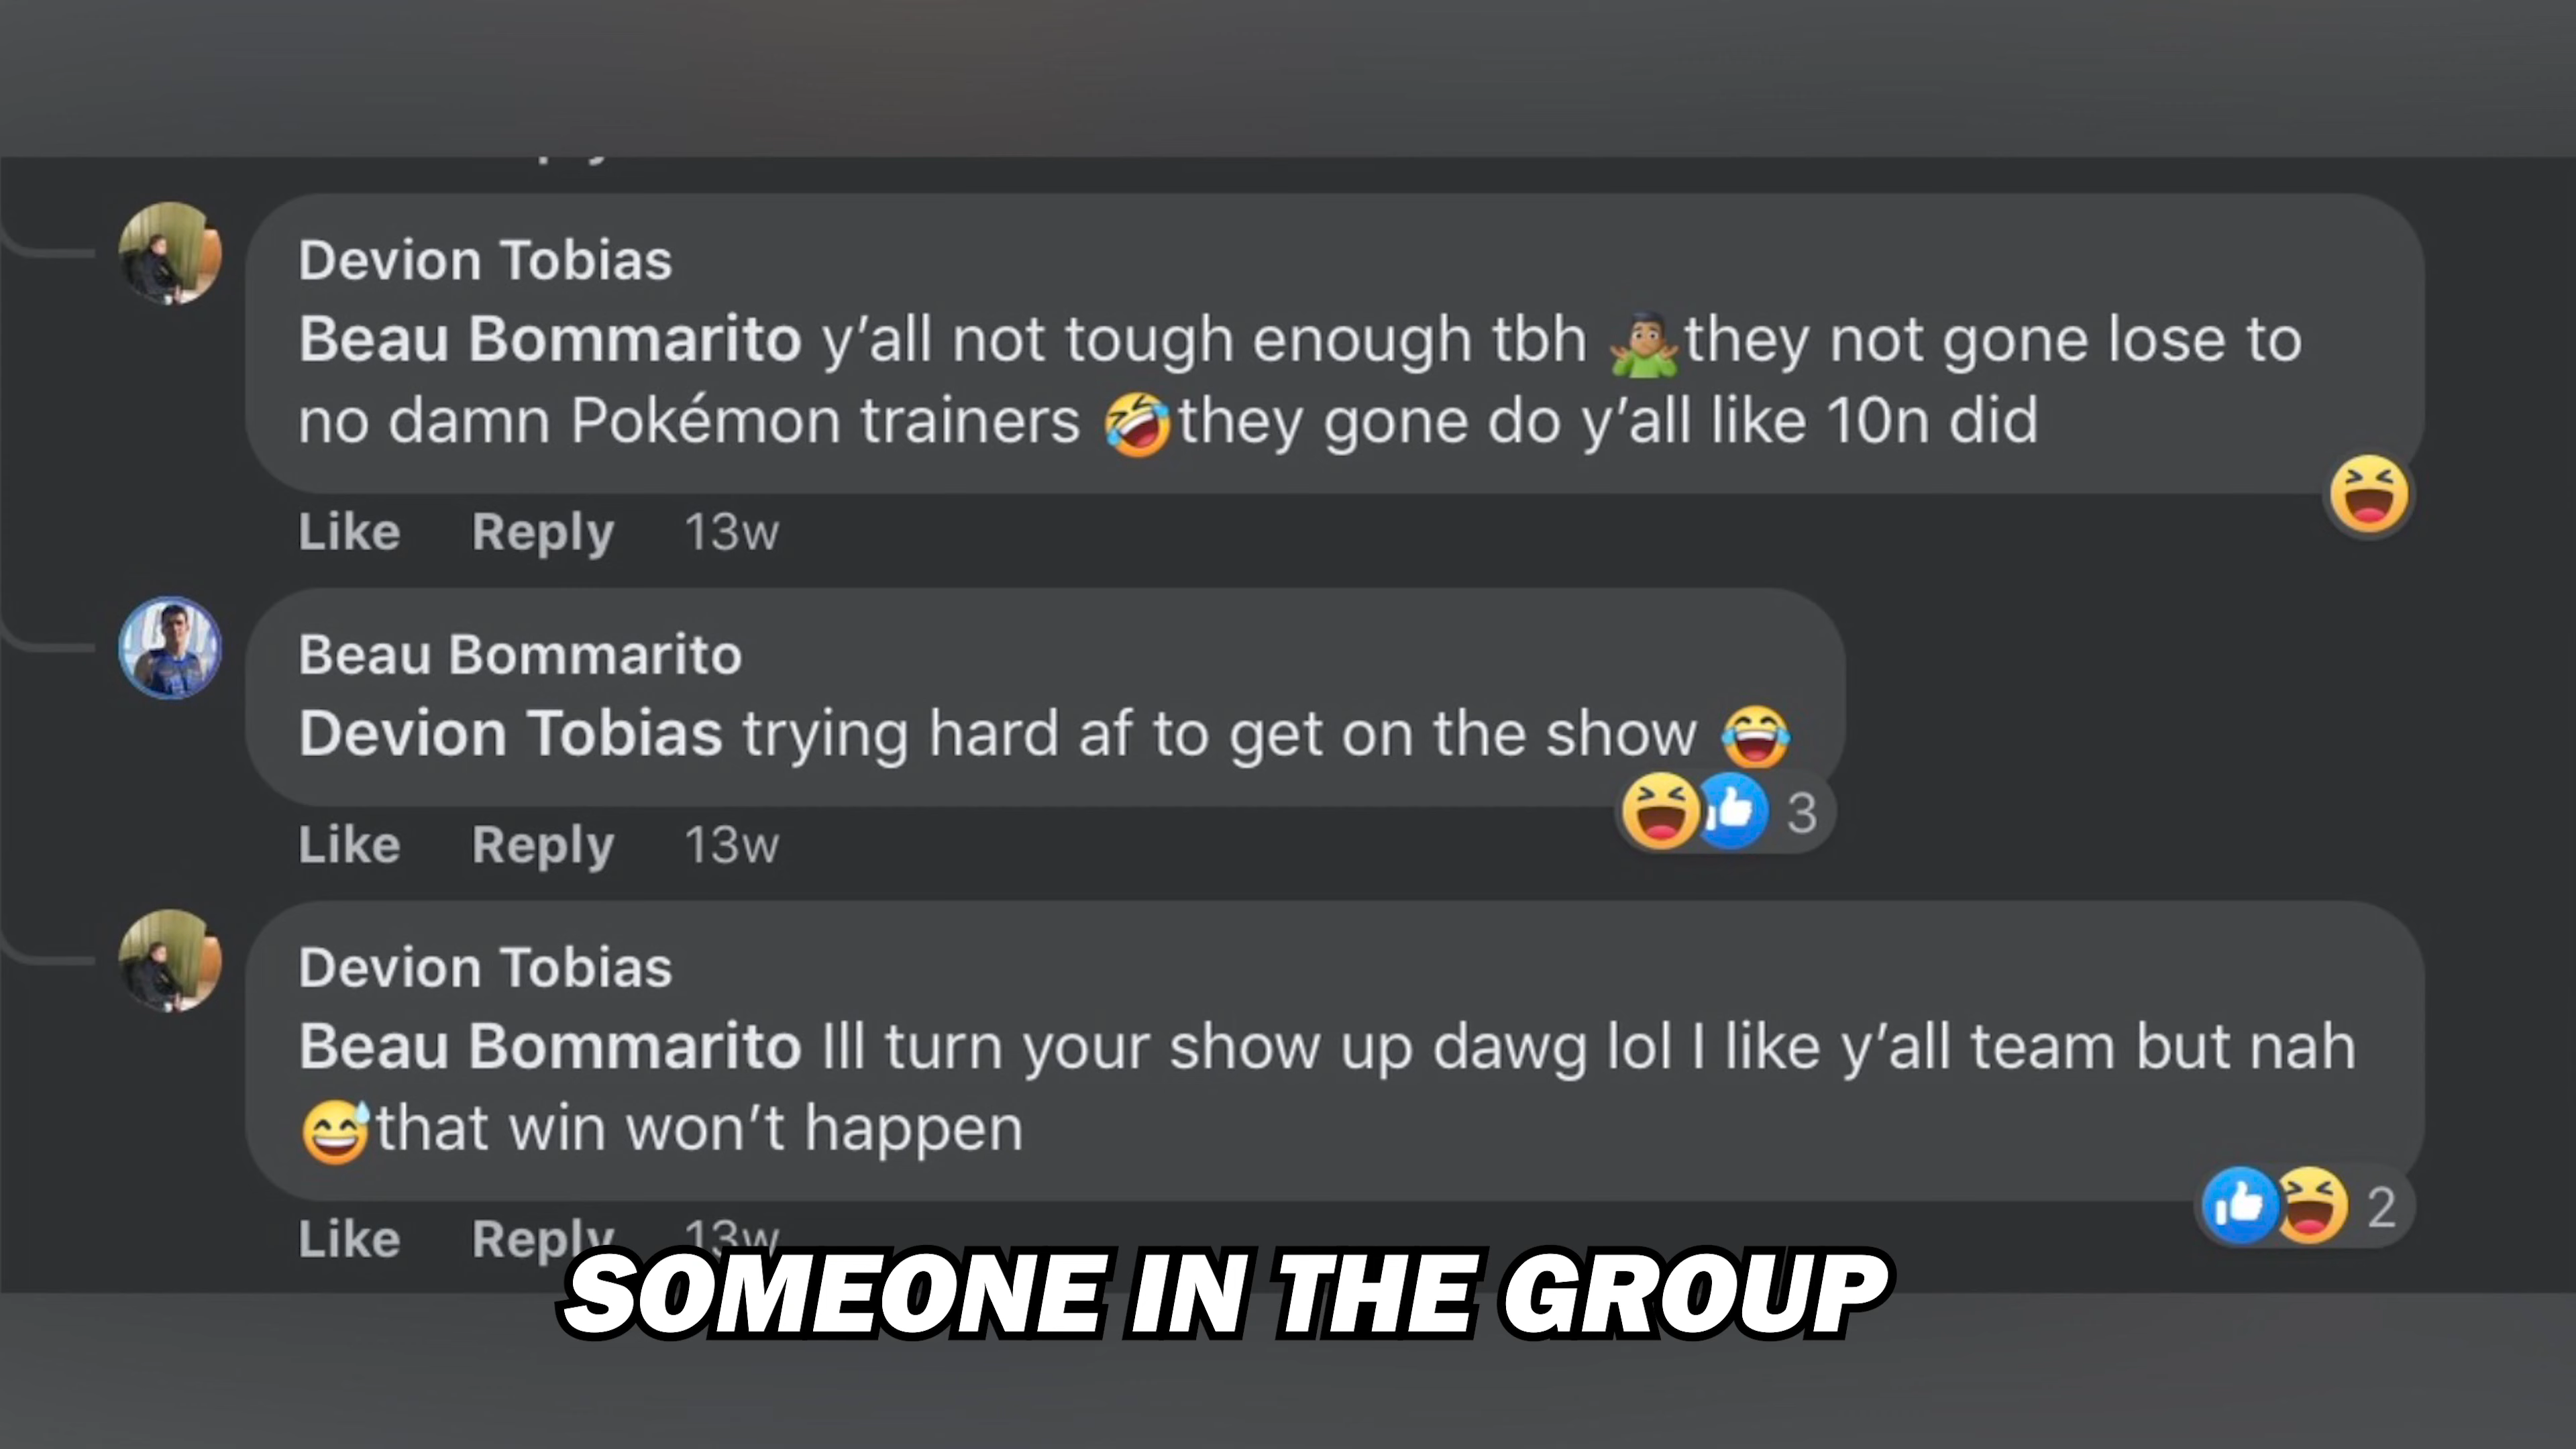 Devion Tobias
Beau Bommarito y’all not tough enough tbh 🤷🏽‍♂️they not gone lose to
no damn Pokémon trainers 🤣they gone do y’all like 10n did
Like Reply 13w
Beau Bommarito
Devion Tobias trying hard af to get on the show 😂
3
Like Reply 13w
Devion Tobias
Beau Bommarito Ill turn your show up dawg lol I like y’all team but nah
😅that win won’t happen
2
Like Reply 13w
SOMEONE IN THE GROUP